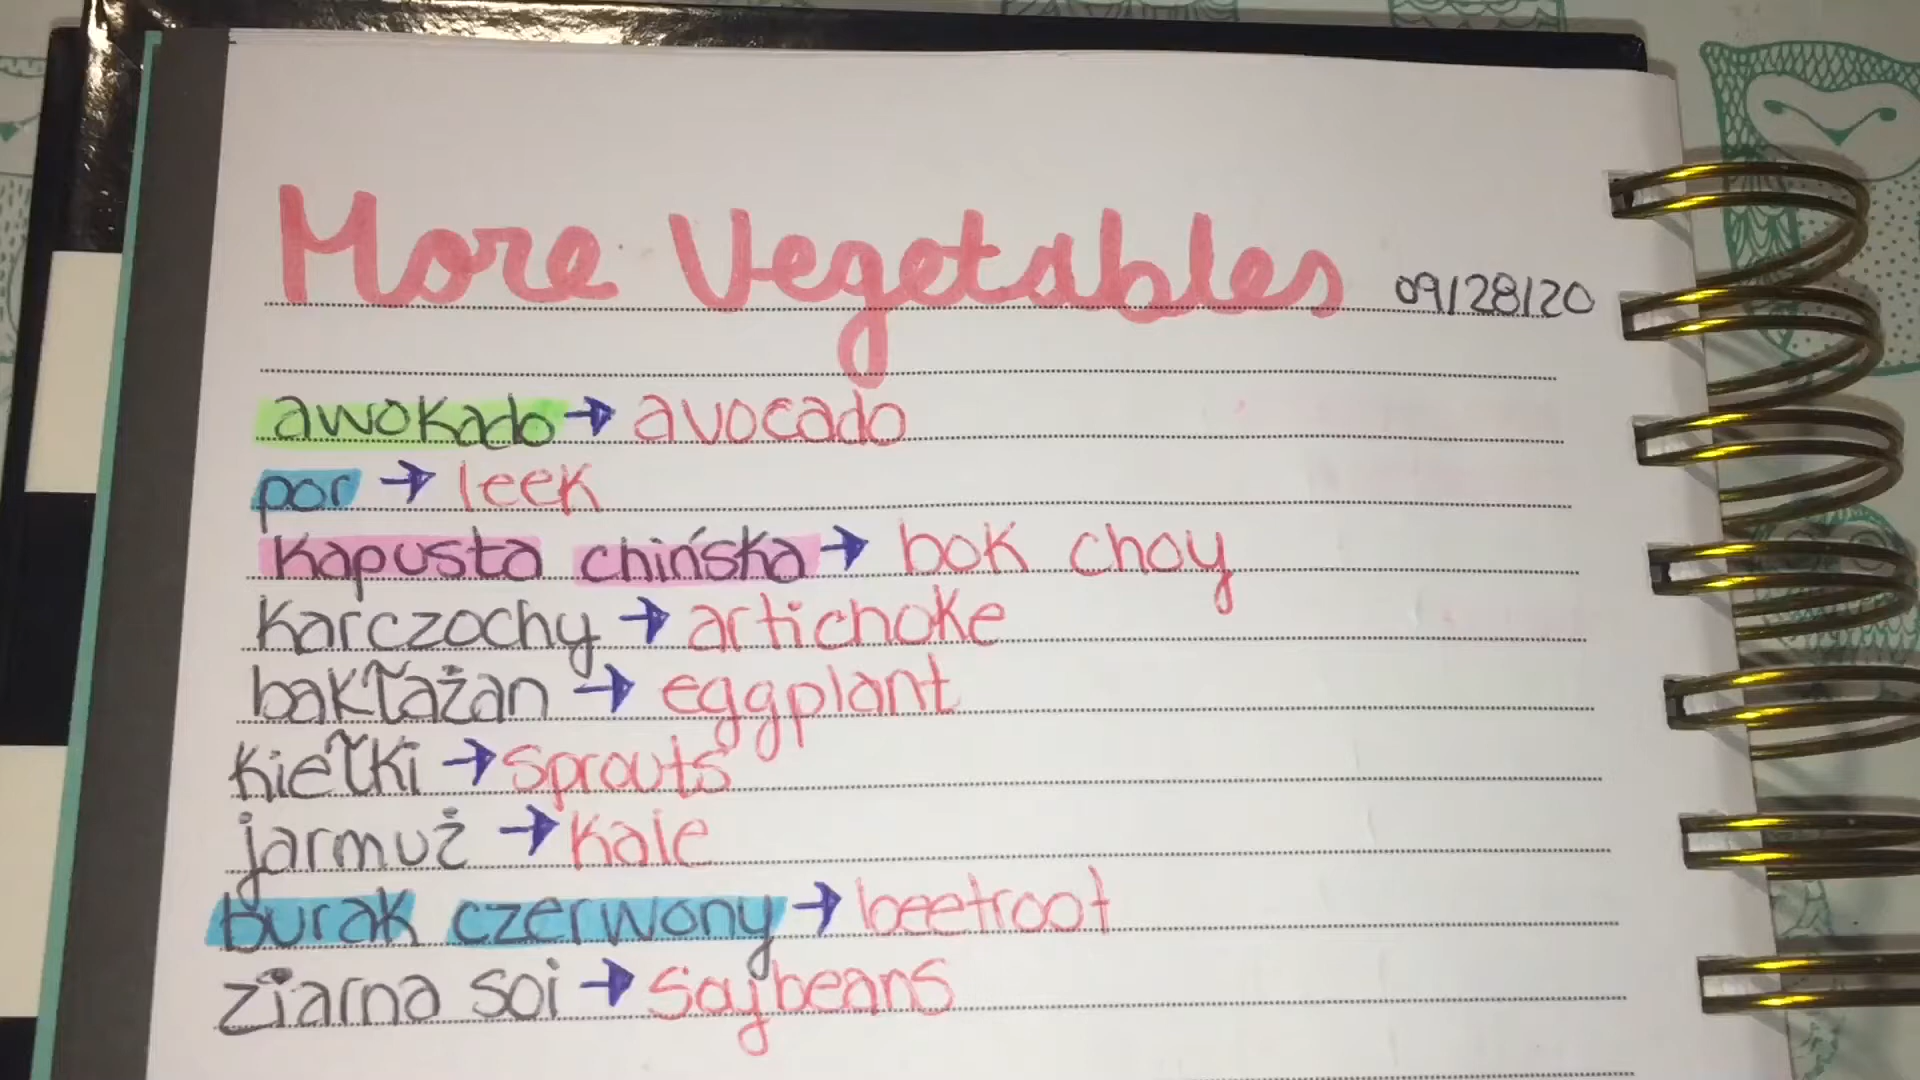 More Vegetables 09/28/20
awokado → avocado
por → leek
kapusta chińska → bok choy
karczochy → artichoke
bakłażan → eggplant
kiełki → sprouts
jarmuż → kale
burak czerwony → beetroot
ziarna soi → soybeans